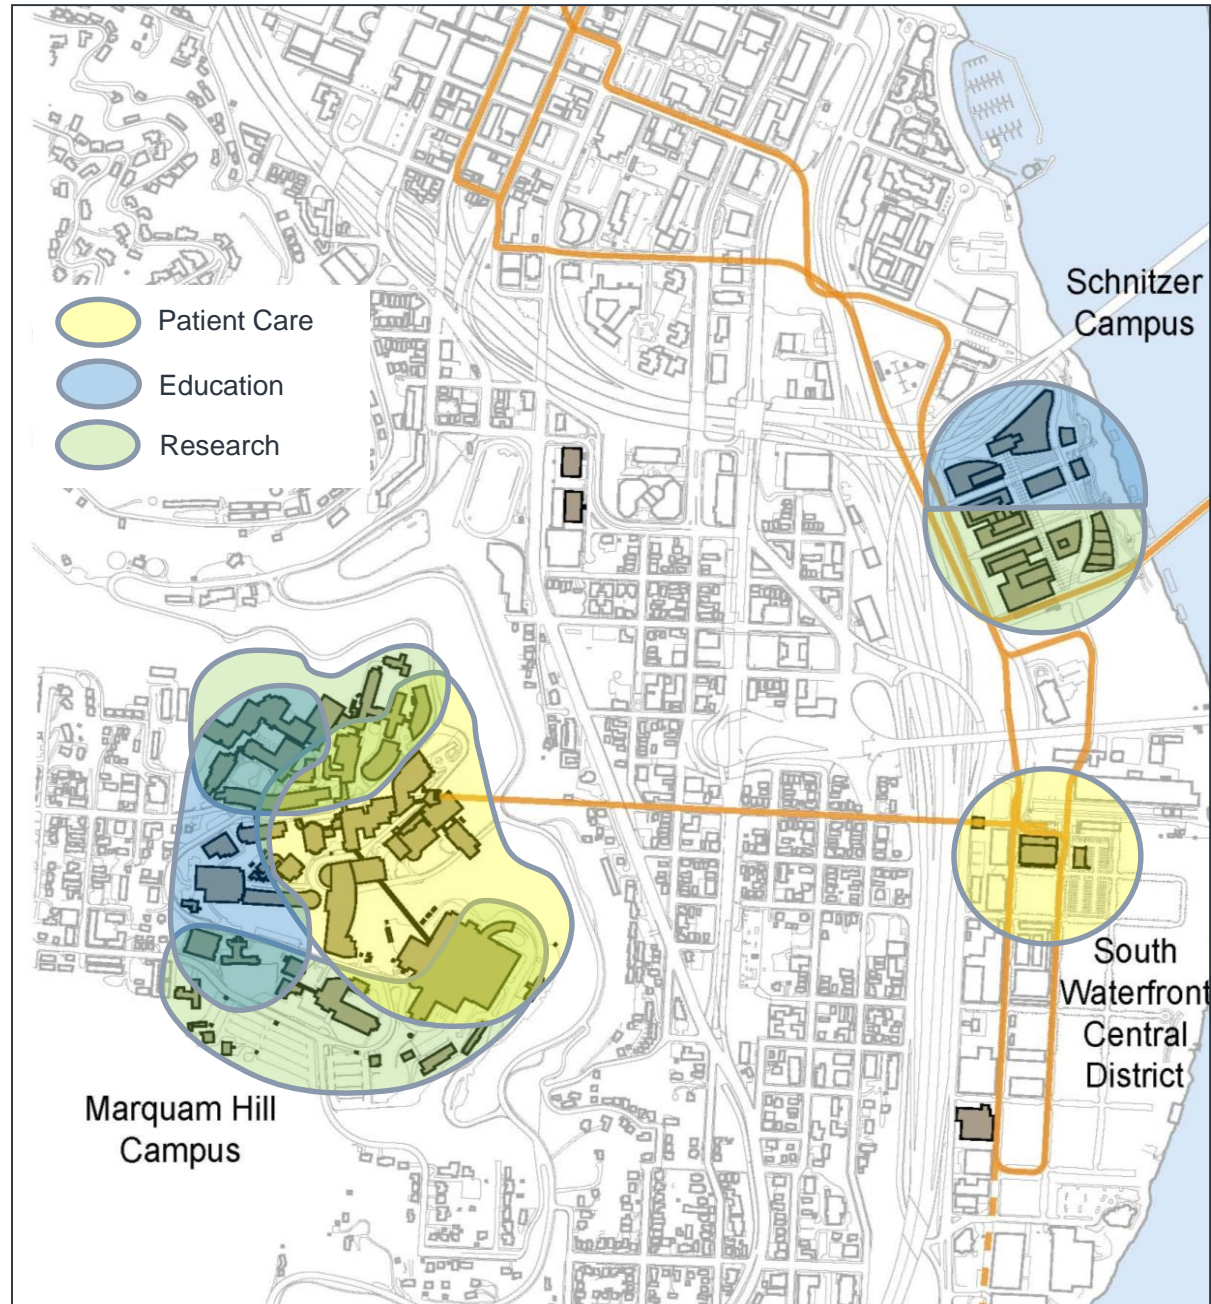 Schnitzer
Campus
Patient Care
Education
Research
South
Waterfront
Central
District
Marquam Hill
Campus